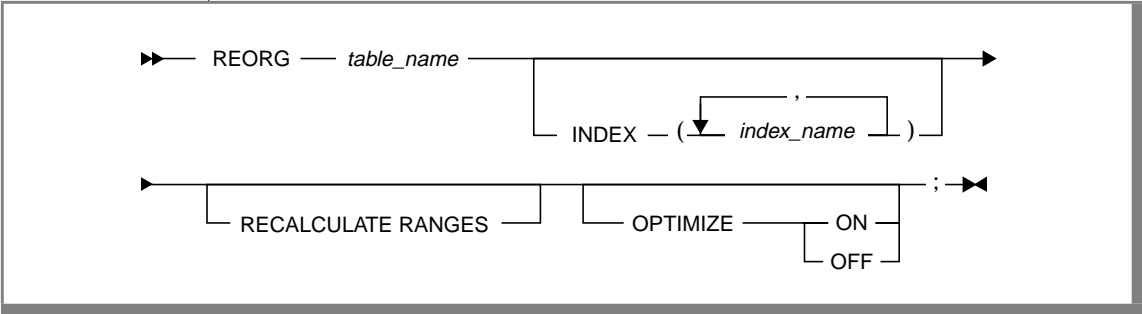 REORG table_name
,
INDEX ( index_name )
;
RECALCULATE RANGES OPTIMIZE ON
OFF